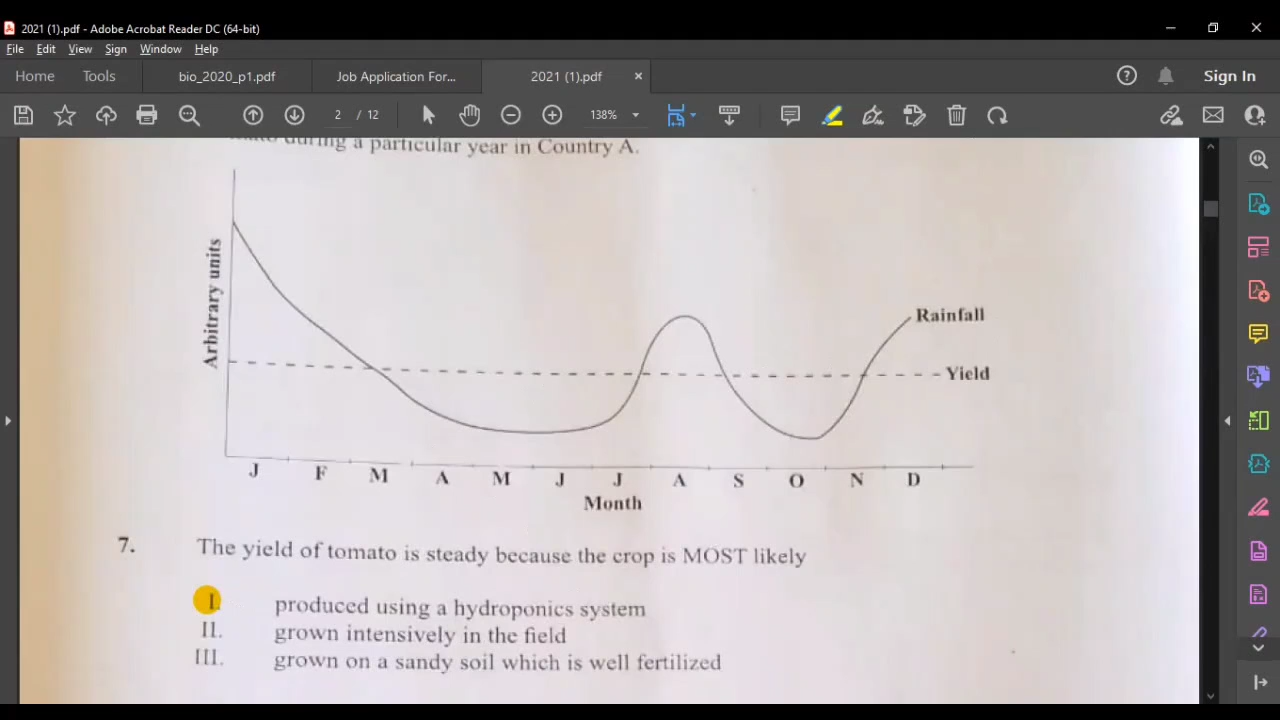 2021 (1).pdf - Adobe Acrobat Reader DC (64-bit)
File Edit View Sign Window Help
Home Tools bio_2020_p1.pdf Job Application For... 2021 (1).pdf × Sign In
2 / 12 138%
during a particular year in Country A.
Arbitrary units
Rainfall
Yield
J F M A M J J A S O N D
Month
7. The yield of tomato is steady because the crop is MOST likely
I. produced using a hydroponics system
II. grown intensively in the field
III. grown on a sandy soil which is well fertilized